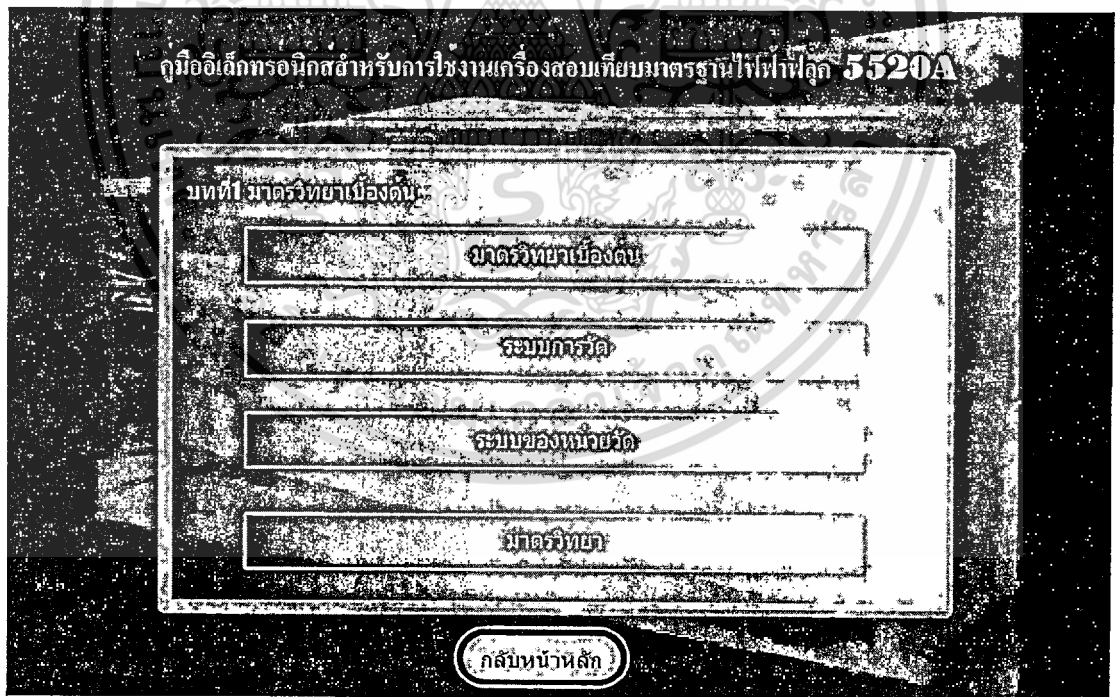 คู่มืออิเล็กทรอนิกส์สำหรับการใช้งานเครื่องสอบเทียบมาตรฐานไฟฟ้าฟลุ๊ค 5520A
บทที่1 มาตรวิทยาเบื้องต้น
มาตรวิทยาเบื้องต้น
ระบบการวัด
ระบบของหน่วยวัด
มาตรวิทยา
กลับหน้าหลัก